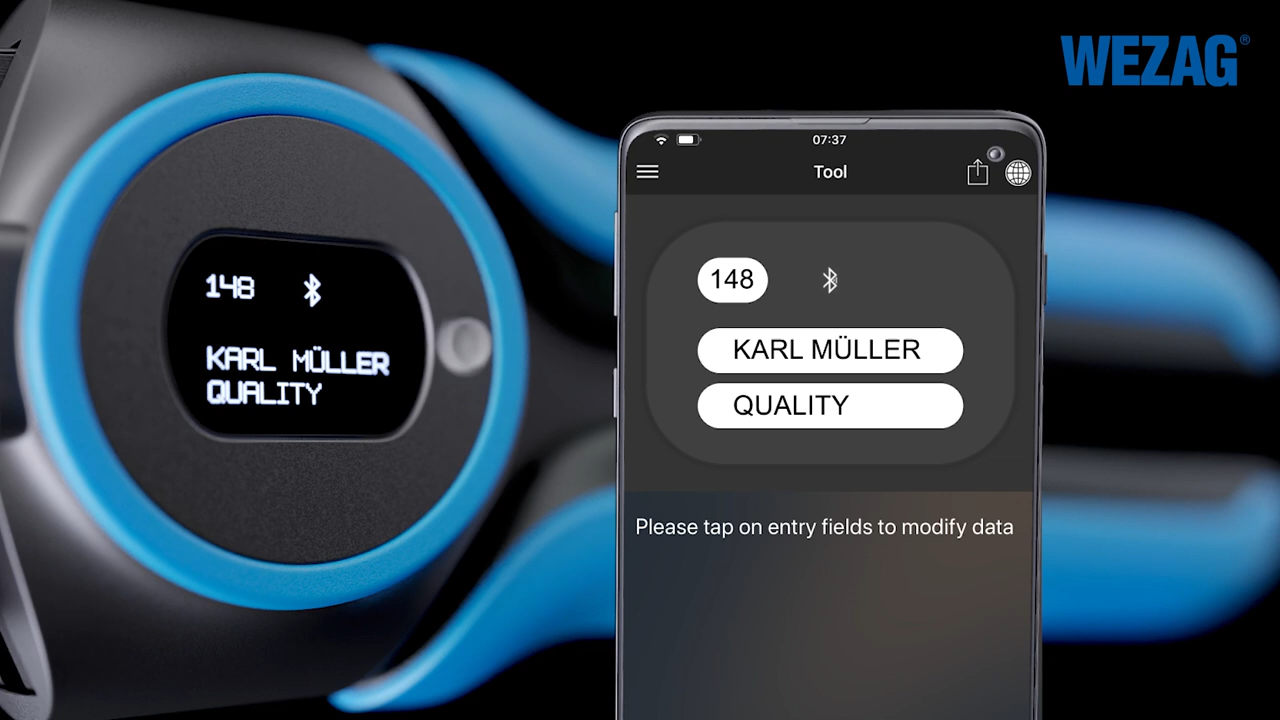 WEZAG®
148
KARL MÜLLER
QUALITY
07:37
Tool
148
KARL MÜLLER
QUALITY
Please tap on entry fields to modify data